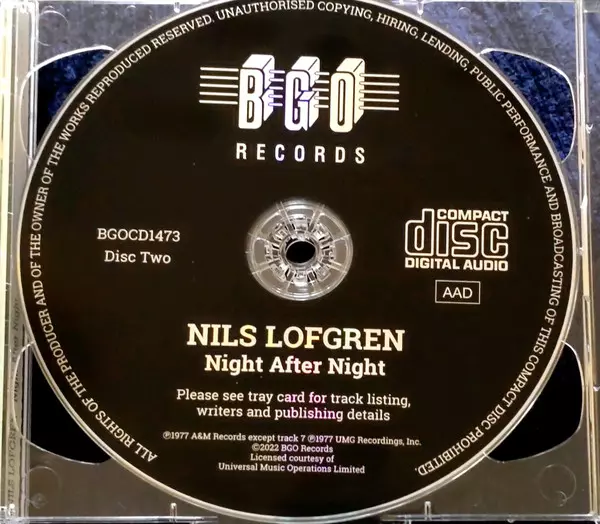 ALL RIGHTS OF THE PRODUCER AND OF THE OWNER OF THE WORKS REPRODUCED RESERVED. UNAUTHORISED COPYING, HIRING, LENDING, PUBLIC PERFORMANCE AND BROADCASTING OF THIS COMPACT DISC PROHIBITED.
BGO
RECORDS
BGOCD1473
Disc Two
COMPACT
disc
DIGITAL AUDIO
AAD
NILS LOFGREN
Night After Night
Please see tray card for track listing,
writers and publishing details
℗1977 A&M Records except track 7 ℗1977 UMG Recordings, Inc.
©2022 BGO Records
Licensed courtesy of
Universal Music Operations Limited
NILS LOFGREN